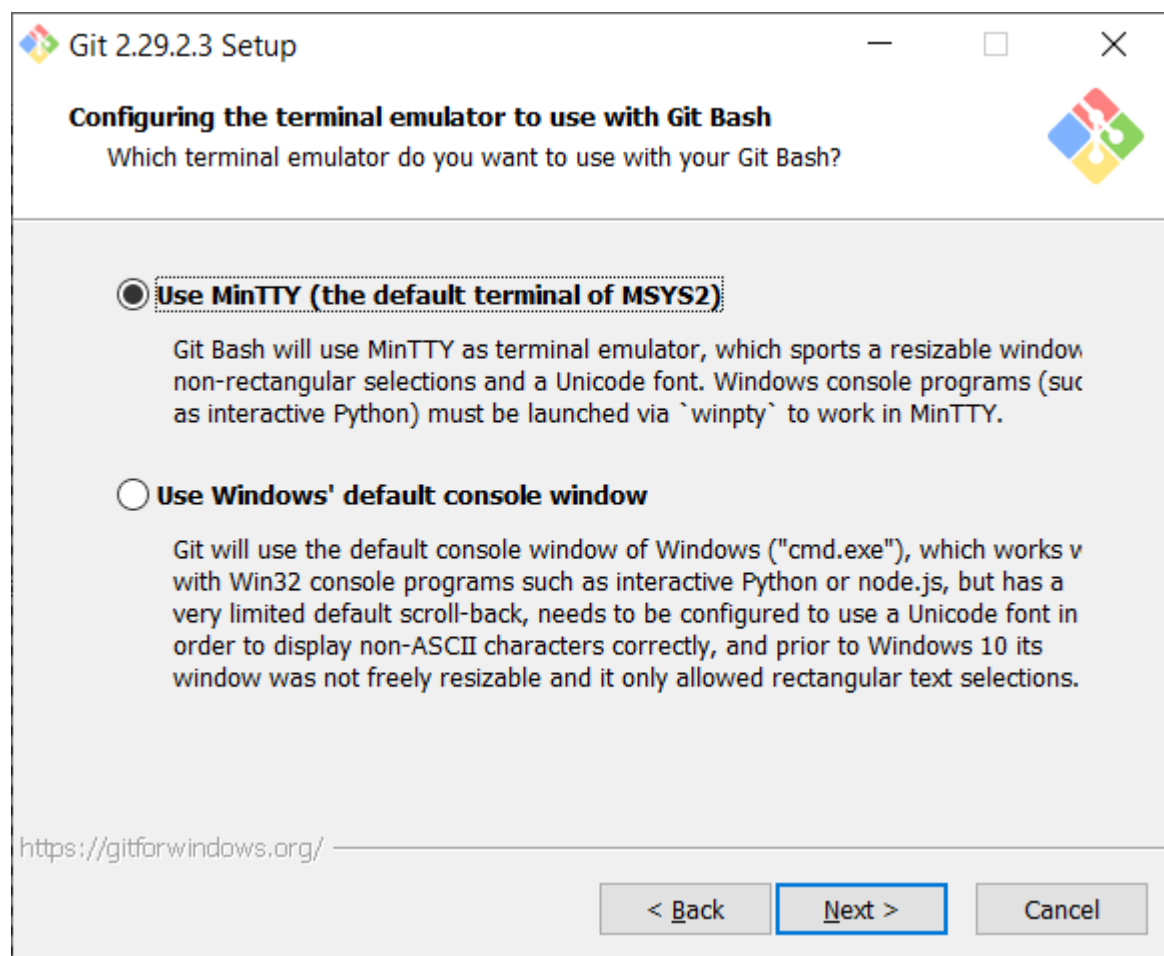 Git 2.29.2.3 Setup
Configuring the terminal emulator to use with Git Bash
Which terminal emulator do you want to use with your Git Bash?
Use MinTTY (the default terminal of MSYS2)
Git Bash will use MinTTY as terminal emulator, which sports a resizable window
non-rectangular selections and a Unicode font. Windows console programs (suc
as interactive Python) must be launched via `winpty` to work in MinTTY.
Use Windows' default console window
Git will use the default console window of Windows ("cmd.exe"), which works
with Win32 console programs such as interactive Python or node.js, but has a
very limited default scroll-back, needs to be configured to use a Unicode font in
order to display non-ASCII characters correctly, and prior to Windows 10 its
window was not freely resizable and it only allowed rectangular text selections.
https://gitforwindows.org/
< Back
Next >
Cancel